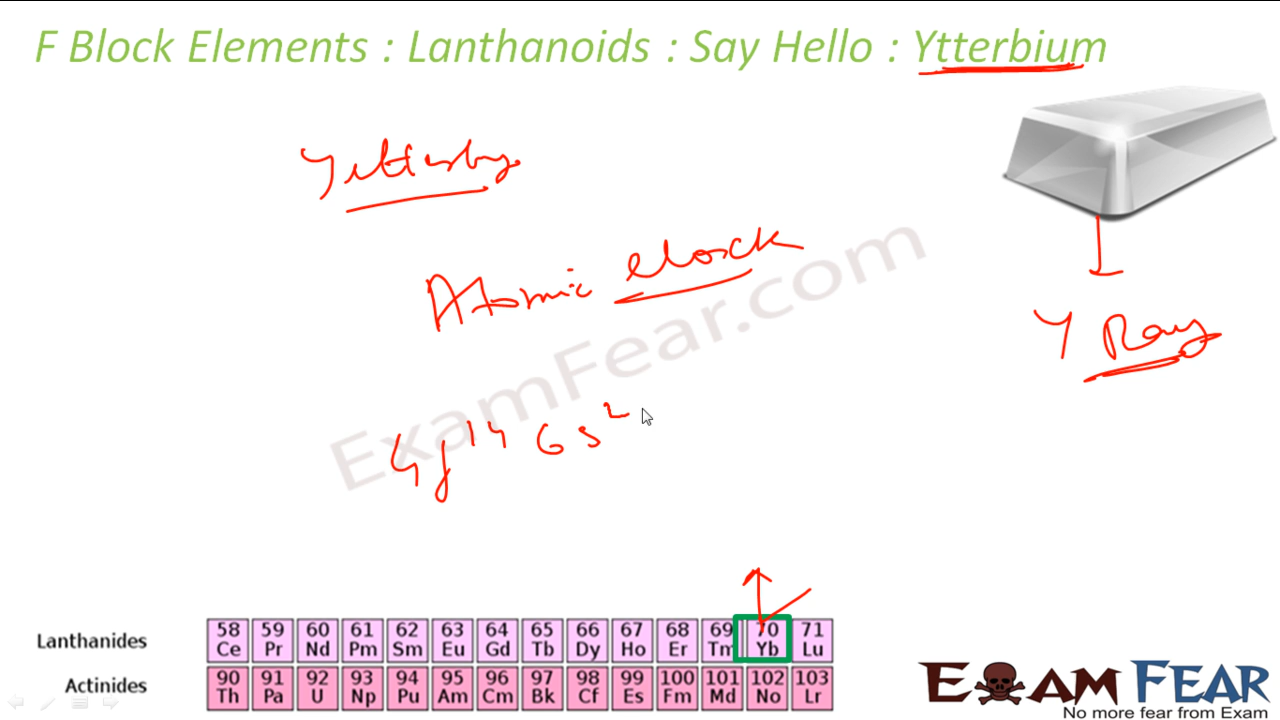 F Block Elements : Lanthanoids : Say Hello : Ytterbium
Yetterby
Atomic clock
γ Ray
4f14 6s2
ExamFear.com
Lanthanides 58 59 60 61 62 63 64 65 66 67 68 69 70 71
Ce Pr Nd Pm Sm Eu Gd Tb Dy Ho Er Tm Yb Lu
Actinides 90 91 92 93 94 95 96 97 98 99 100 101 102 103
Th Pa U Np Pu Am Cm Bk Cf Es Fm Md No Lr
EXAM FEAR
No more fear from Exam